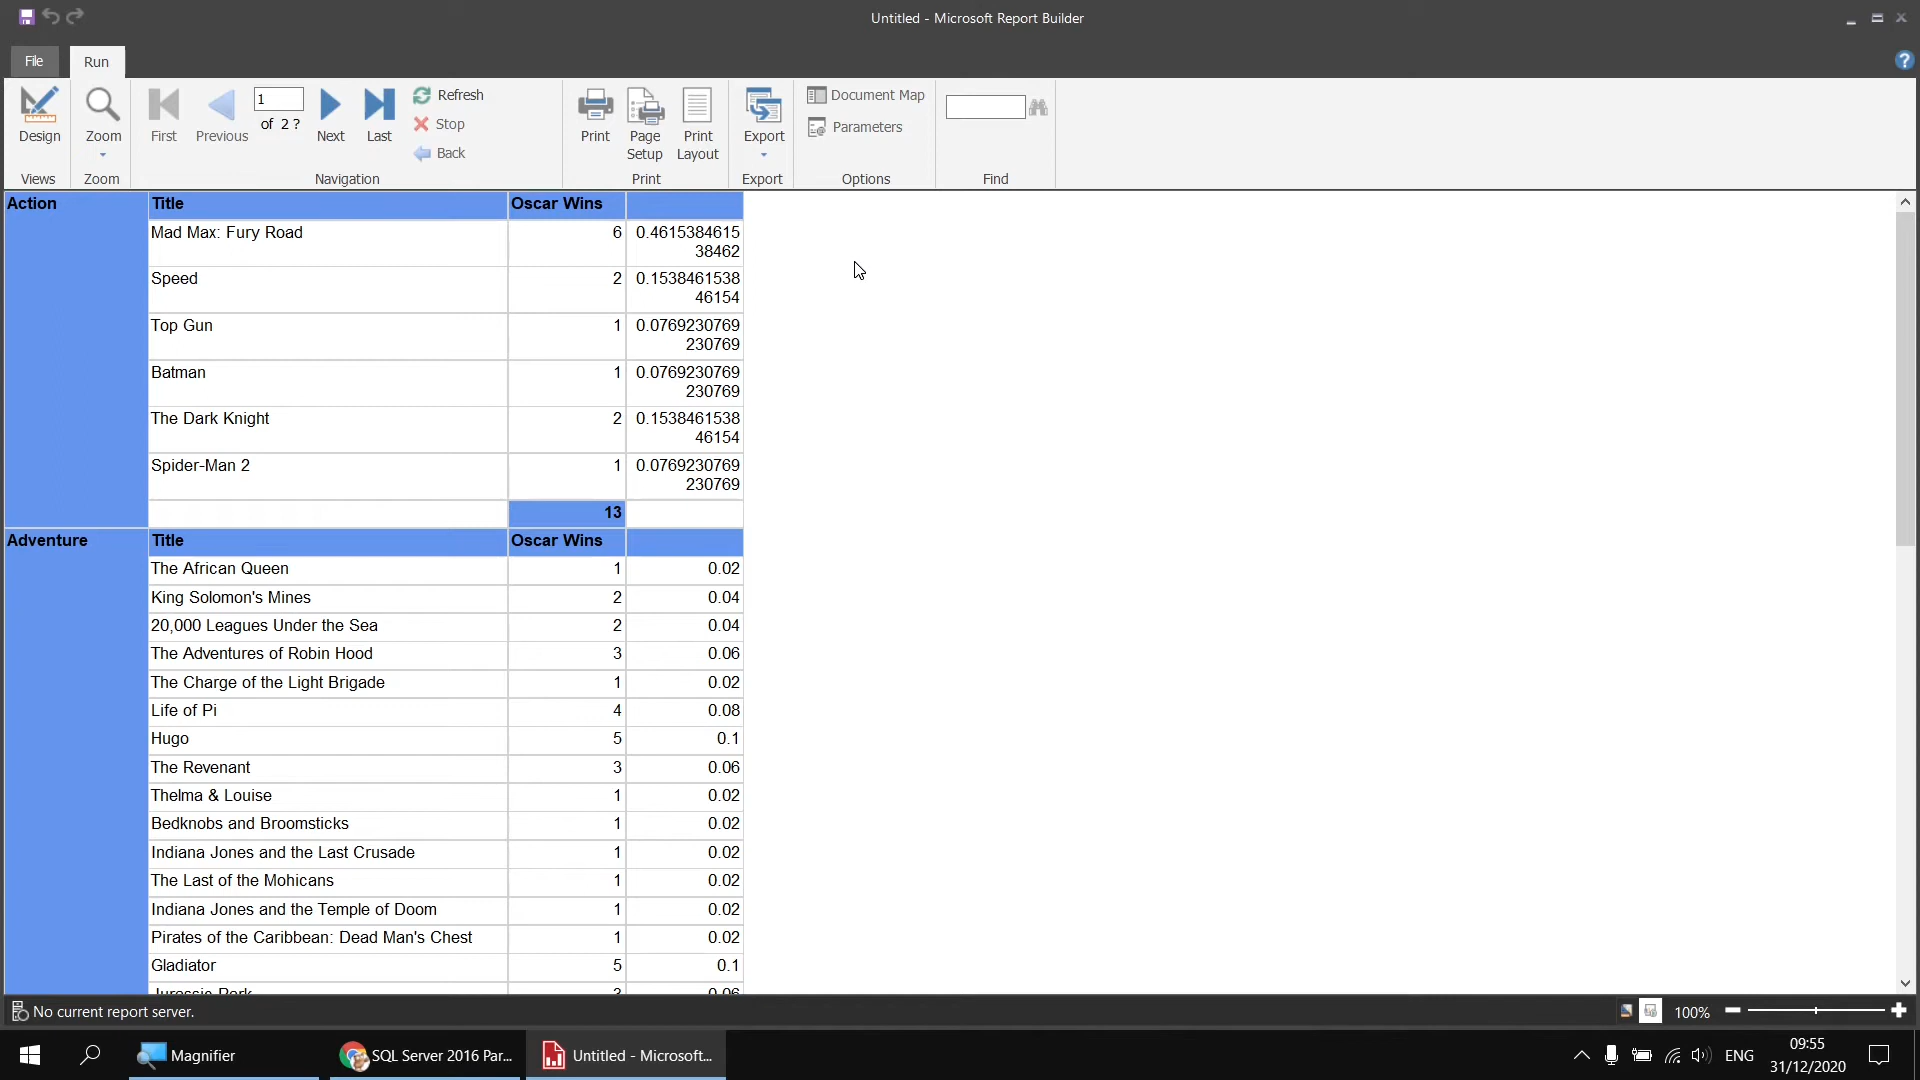 Untitled - Microsoft Report Builder
File
Run
?
Design
Zoom
First
Previous
1
of 2 ?
Next
Last
Refresh
Stop
Back
Print
Page Setup
Print Layout
Export
Document Map
Parameters
Views
Zoom
Navigation
Print
Export
Options
Find
Action Title Oscar Wins
Mad Max: Fury Road 6 0.4615384615
38462
Speed 2 0.1538461538
46154
Top Gun 1 0.0769230769
230769
Batman 1 0.0769230769
230769
The Dark Knight 2 0.1538461538
46154
Spider-Man 2 1 0.0769230769
230769
13
Adventure Title Oscar Wins
The African Queen 1 0.02
King Solomon's Mines 2 0.04
20,000 Leagues Under the Sea 2 0.04
The Adventures of Robin Hood 3 0.06
The Charge of the Light Brigade 1 0.02
Life of Pi 4 0.08
Hugo 5 0.1
The Revenant 3 0.06
Thelma & Louise 1 0.02
Bedknobs and Broomsticks 1 0.02
Indiana Jones and the Last Crusade 1 0.02
The Last of the Mohicans 1 0.02
Indiana Jones and the Temple of Doom 1 0.02
Pirates of the Caribbean: Dead Man's Chest 1 0.02
Gladiator 5 0.1
Jurassic Park 3 0.06
No current report server.
100%
Magnifier
SQL Server 2016 Par...
Untitled - Microsoft...
ENG
09:55
31/12/2020